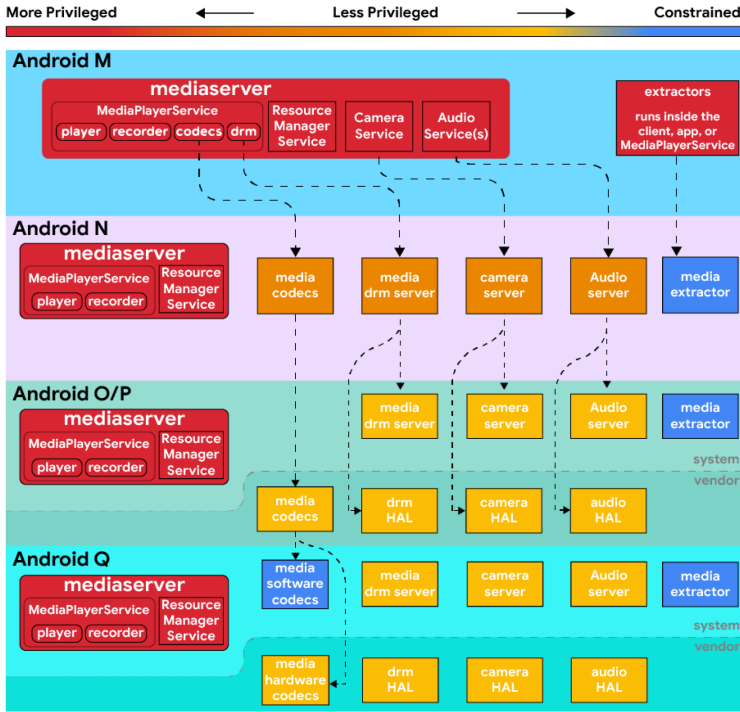 More Privileged
Less Privileged
Constrained
Android M
mediaserver
MediaPlayerService
player
recorder
codecs
drm
Resource
Manager
Service
Camera
Service
Audio
Service(s)
extractors
runs inside the
client, app, or
MediaPlayerService
Android N
mediaserver
MediaPlayerService
player
recorder
Resource
Manager
Service
media
codecs
media
drm server
camera
server
Audio
server
media
extractor
Android O/P
mediaserver
MediaPlayerService
player
recorder
Resource
Manager
Service
media
drm server
camera
server
Audio
server
media
extractor
system
vendor
media
codecs
drm
HAL
camera
HAL
audio
HAL
Android Q
mediaserver
MediaPlayerService
player
recorder
Resource
Manager
Service
media
software
codecs
media
drm server
camera
server
Audio
server
media
extractor
system
vendor
media
hardware
codecs
drm
HAL
camera
HAL
audio
HAL